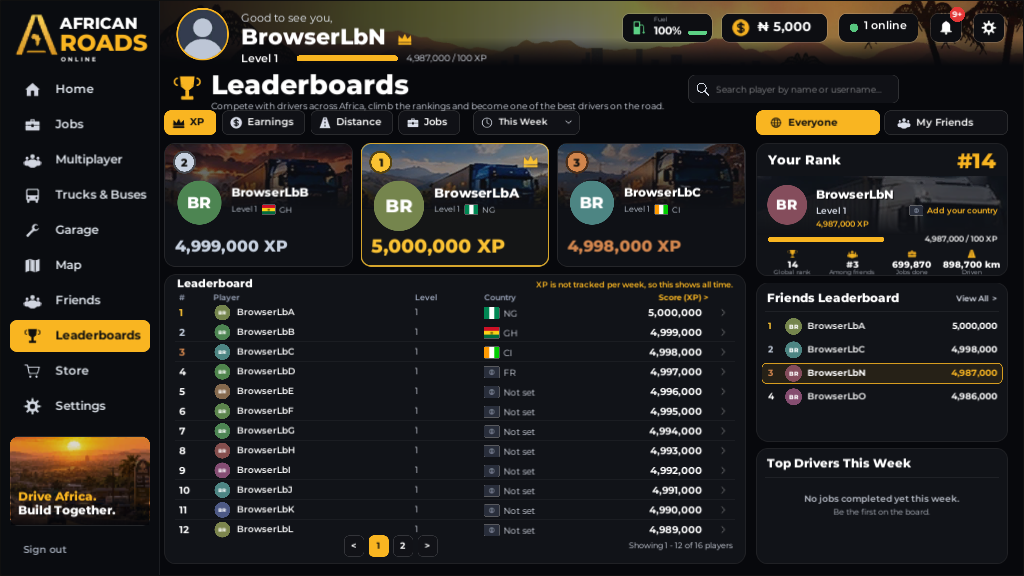 AFRICAN
ROADS
ONLINE
Home
Jobs
Multiplayer
Trucks & Buses
Garage
Map
Friends
Leaderboards
Store
Settings
Drive Africa.
Build Together.
Sign out
Good to see you,
BrowserLbN
Level 1
4,987,000 / 100 XP
Fuel
100%
$ ₦ 5,000
1 online
9+
Leaderboards
Compete with drivers across Africa, climb the rankings and become one of the best drivers on the road.
Search player by name or username...
XP
$ Earnings
Distance
Jobs
This Week
Everyone
My Friends
2
BR
BrowserLbB
Level 1 GH
4,999,000 XP
1
BR
BrowserLbA
Level 1 NG
5,000,000 XP
3
BR
BrowserLbC
Level 1 CI
4,998,000 XP
Leaderboard
XP is not tracked per week, so this shows all time.
# Player Level Country Score (XP) >
1 BR BrowserLbA 1 NG 5,000,000 >
2 BR BrowserLbB 1 GH 4,999,000 >
3 BR BrowserLbC 1 CI 4,998,000 >
4 BR BrowserLbD 1 FR 4,997,000 >
5 BR BrowserLbE 1 Not set 4,996,000 >
6 BR BrowserLbF 1 Not set 4,995,000 >
7 BR BrowserLbG 1 Not set 4,994,000 >
8 BR BrowserLbH 1 Not set 4,993,000 >
9 BR BrowserLbI 1 Not set 4,992,000 >
10 BR BrowserLbJ 1 Not set 4,991,000 >
11 BR BrowserLbK 1 Not set 4,990,000 >
12 BR BrowserLbL 1 Not set 4,989,000 >
< 1 2 >
Showing 1 - 12 of 16 players
Your Rank
#14
BR
BrowserLbN
Level 1
Add your country
4,987,000 XP
4,987,000 / 100 XP
14
Global rank
#3
Among friends
699,870
Jobs done
898,700 km
Driven
Friends Leaderboard
View All >
1 BR BrowserLbA 5,000,000
2 BR BrowserLbC 4,998,000
3 BR BrowserLbN 4,987,000
4 BR BrowserLbO 4,986,000
Top Drivers This Week
No jobs completed yet this week.
Be the first on the board.